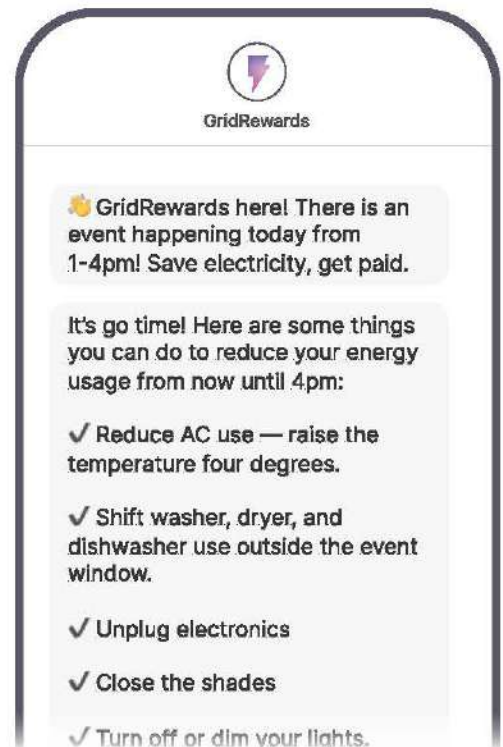 GridRewards
👋 GridRewards here! There is an
event happening today from
1-4pm! Save electricity, get paid.
It's go time! Here are some things
you can do to reduce your energy
usage from now until 4pm:
✓ Reduce AC use — raise the
temperature four degrees.
✓ Shift washer, dryer, and
dishwasher use outside the event
window.
✓ Unplug electronics
✓ Close the shades
✓ Turn off or dim your lights.